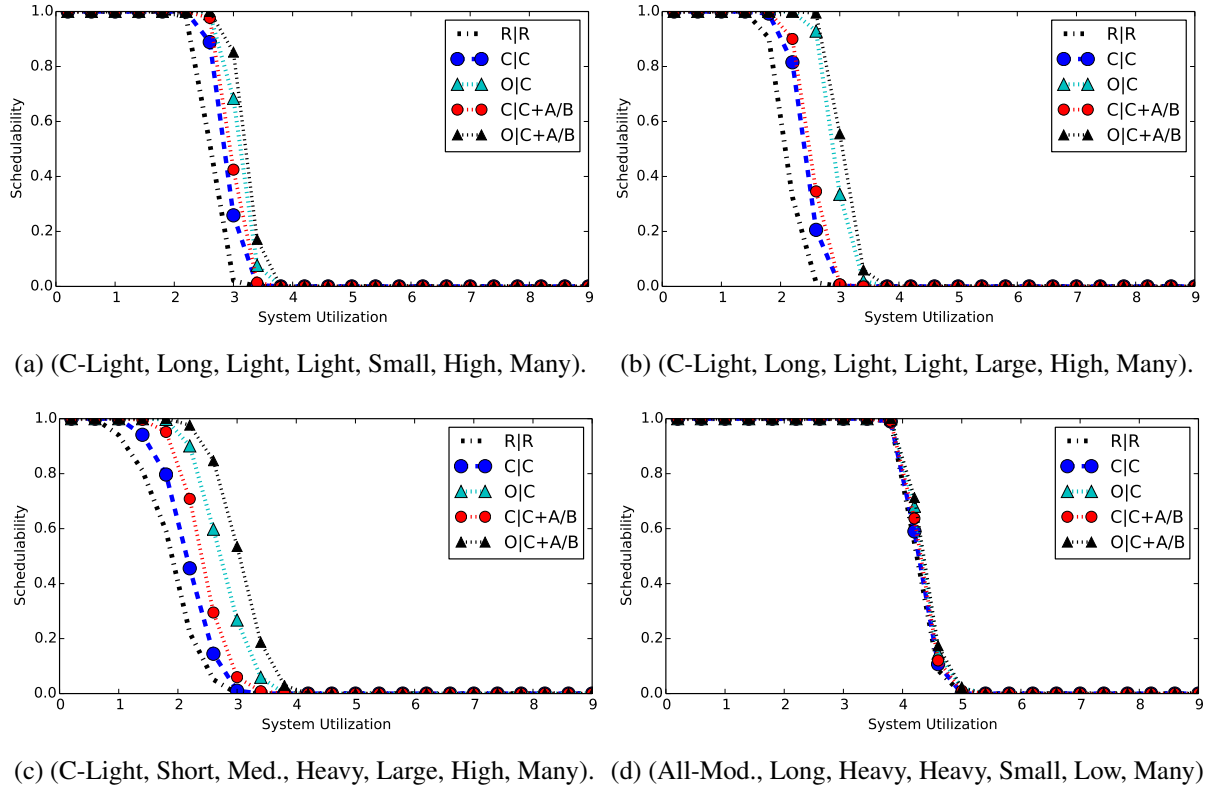 1.0
0.8
0.6
0.4
0.2
0.0
Schedulability
0 1 2 3 4 5 6 7 8 9
System Utilization
R|R
C|C
O|C
C|C+A/B
O|C+A/B
(a) (C-Light, Long, Light, Light, Small, High, Many).
1.0
0.8
0.6
0.4
0.2
0.0
Schedulability
0 1 2 3 4 5 6 7 8 9
System Utilization
R|R
C|C
O|C
C|C+A/B
O|C+A/B
(b) (C-Light, Long, Light, Light, Large, High, Many).
1.0
0.8
0.6
0.4
0.2
0.0
Schedulability
0 1 2 3 4 5 6 7 8 9
System Utilization
R|R
C|C
O|C
C|C+A/B
O|C+A/B
(c) (C-Light, Short, Med., Heavy, Large, High, Many).
1.0
0.8
0.6
0.4
0.2
0.0
Schedulability
0 1 2 3 4 5 6 7 8 9
System Utilization
R|R
C|C
O|C
C|C+A/B
O|C+A/B
(d) (All-Mod., Long, Heavy, Heavy, Small, Low, Many)